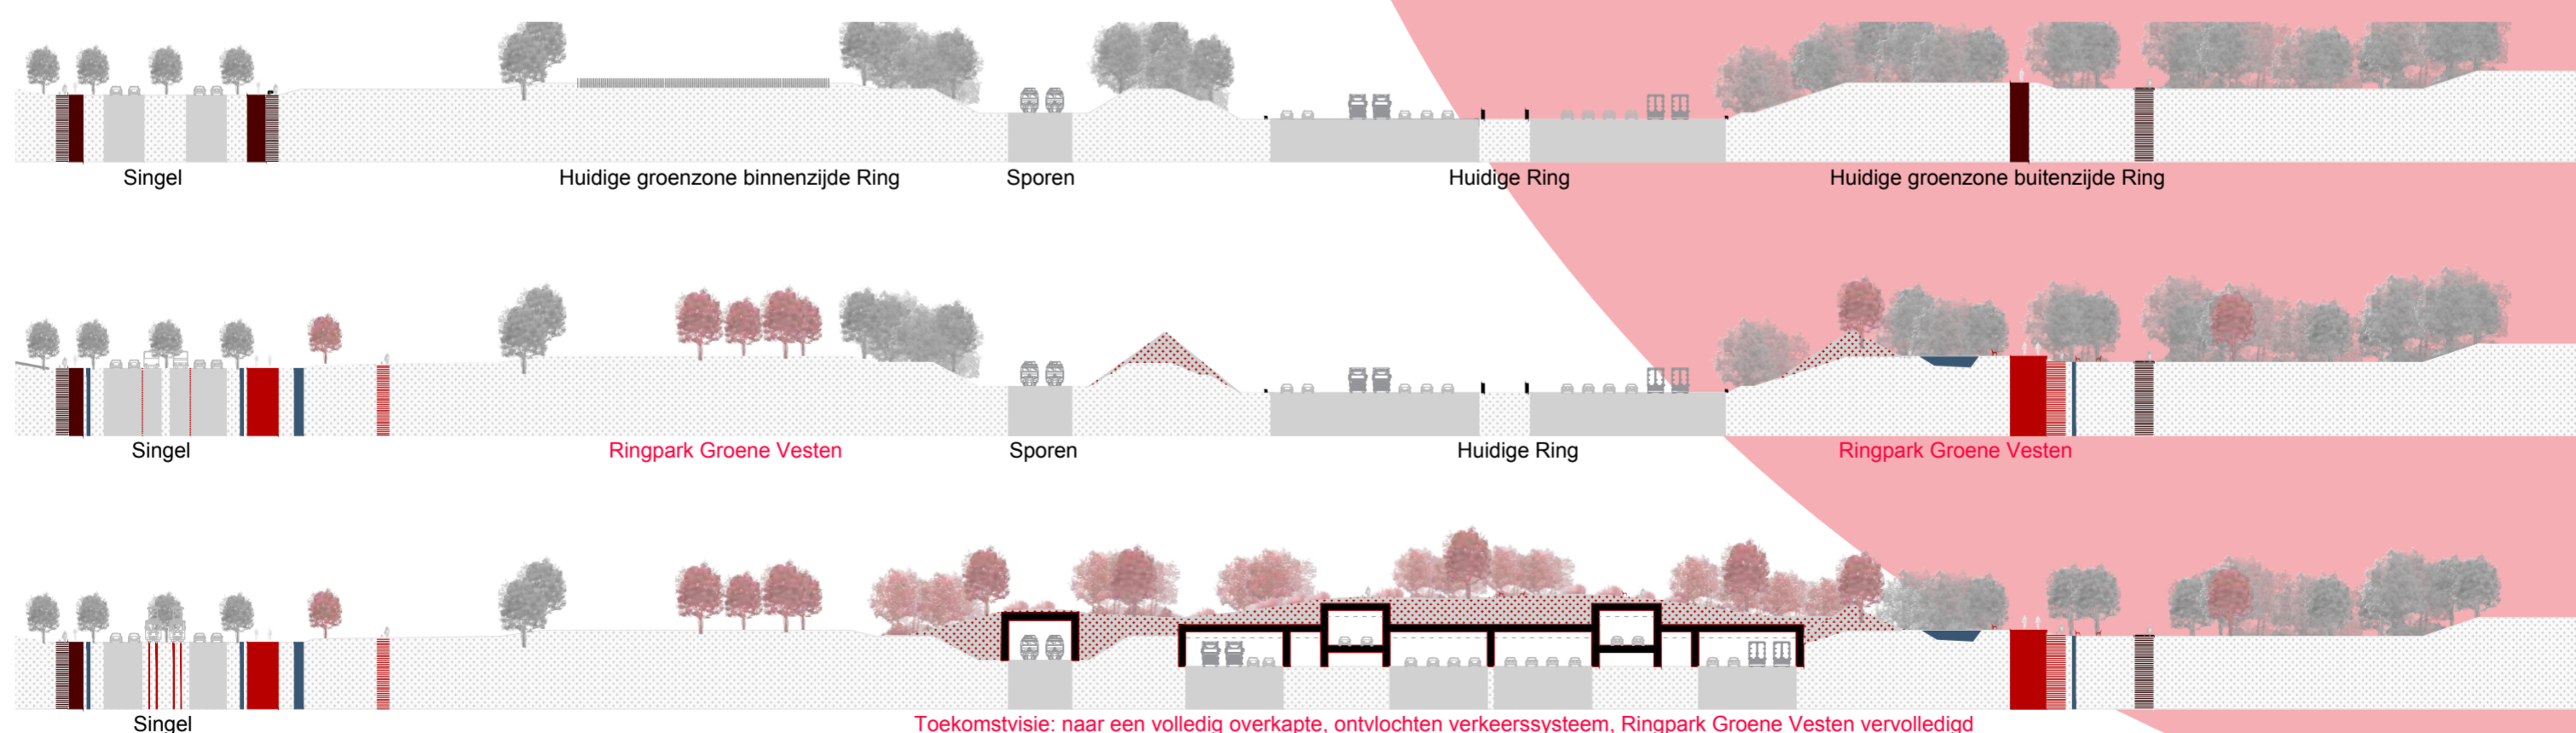 Singel
Huidige groenzone binnenzijde Ring
Sporen
Huidige Ring
Huidige groenzone buitenzijde Ring
Singel
Ringpark Groene Vesten
Sporen
Huidige Ring
Ringpark Groene Vesten
Singel
Toekomstvisie: naar een volledig overkapte, ontvlochten verkeerssysteem, Ringpark Groene Vesten vervolledigd